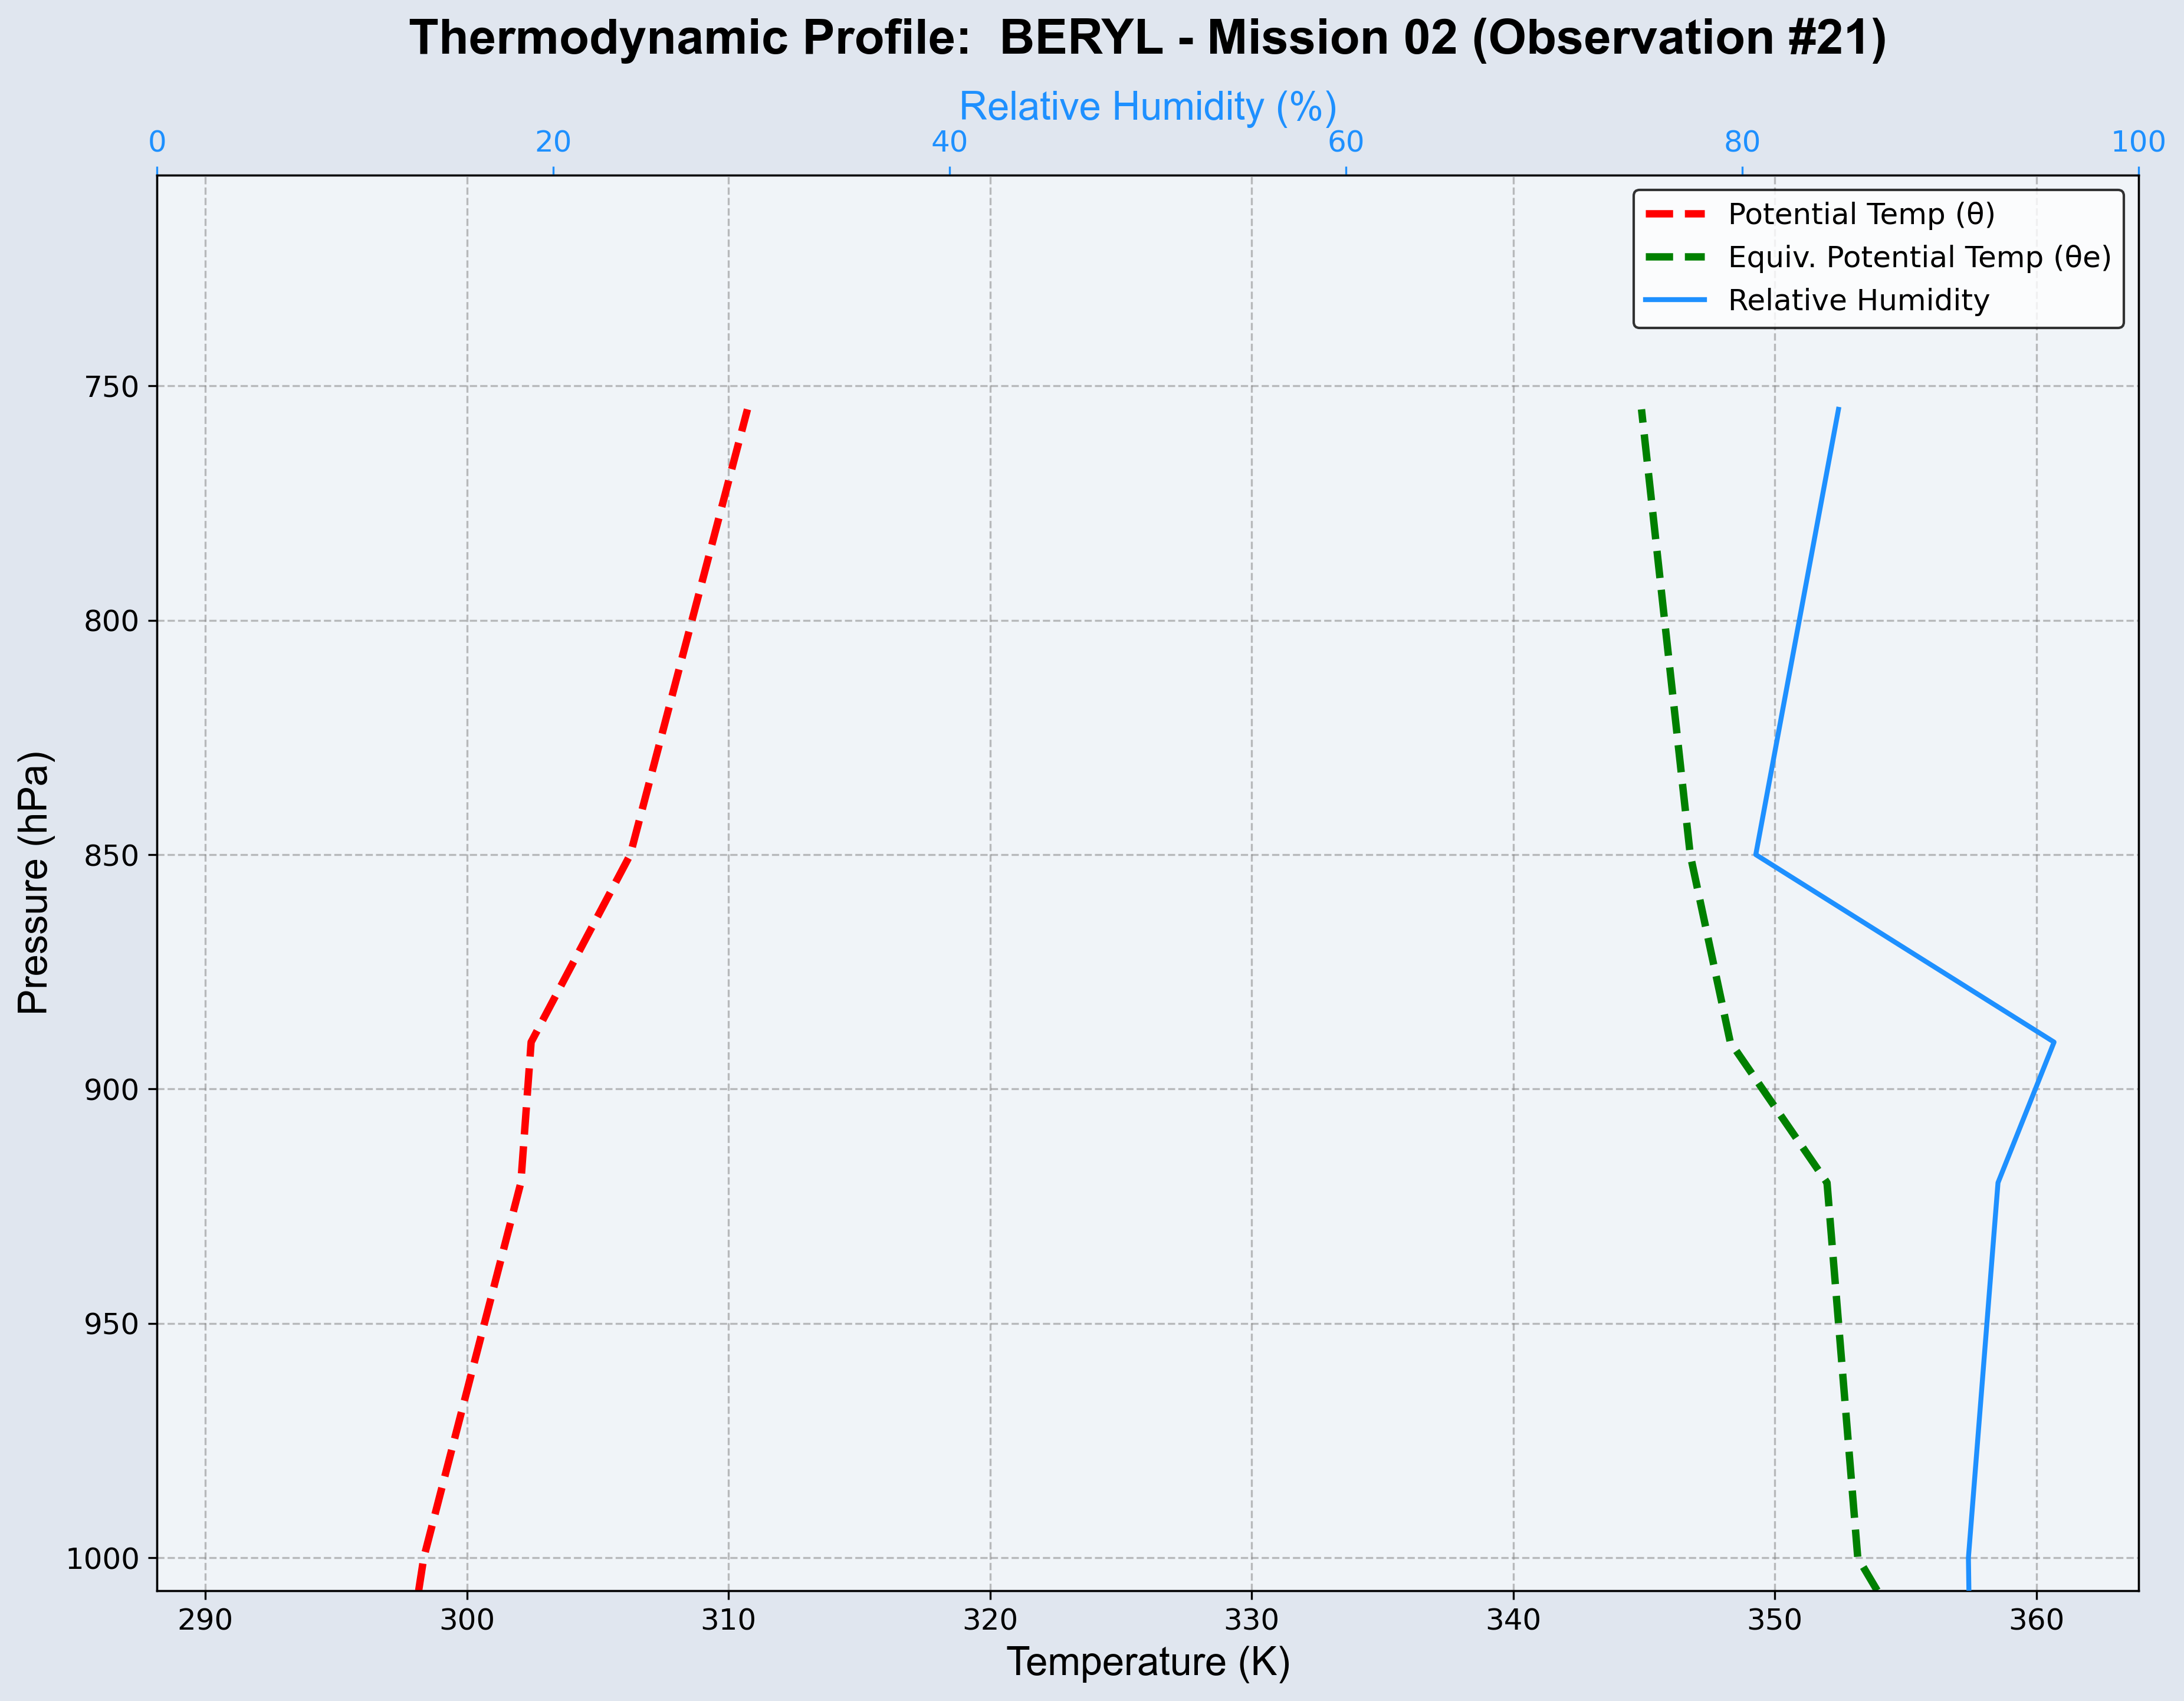 Thermodynamic Profile:  BERYL - Mission 02 (Observation #21)
Relative Humidity (%)
0 20 40 60 80 100
Potential Temp (θ)
Equiv. Potential Temp (θe)
Relative Humidity
Pressure (hPa)
750
800
850
900
950
1000
290 300 310 320 330 340 350 360
Temperature (K)